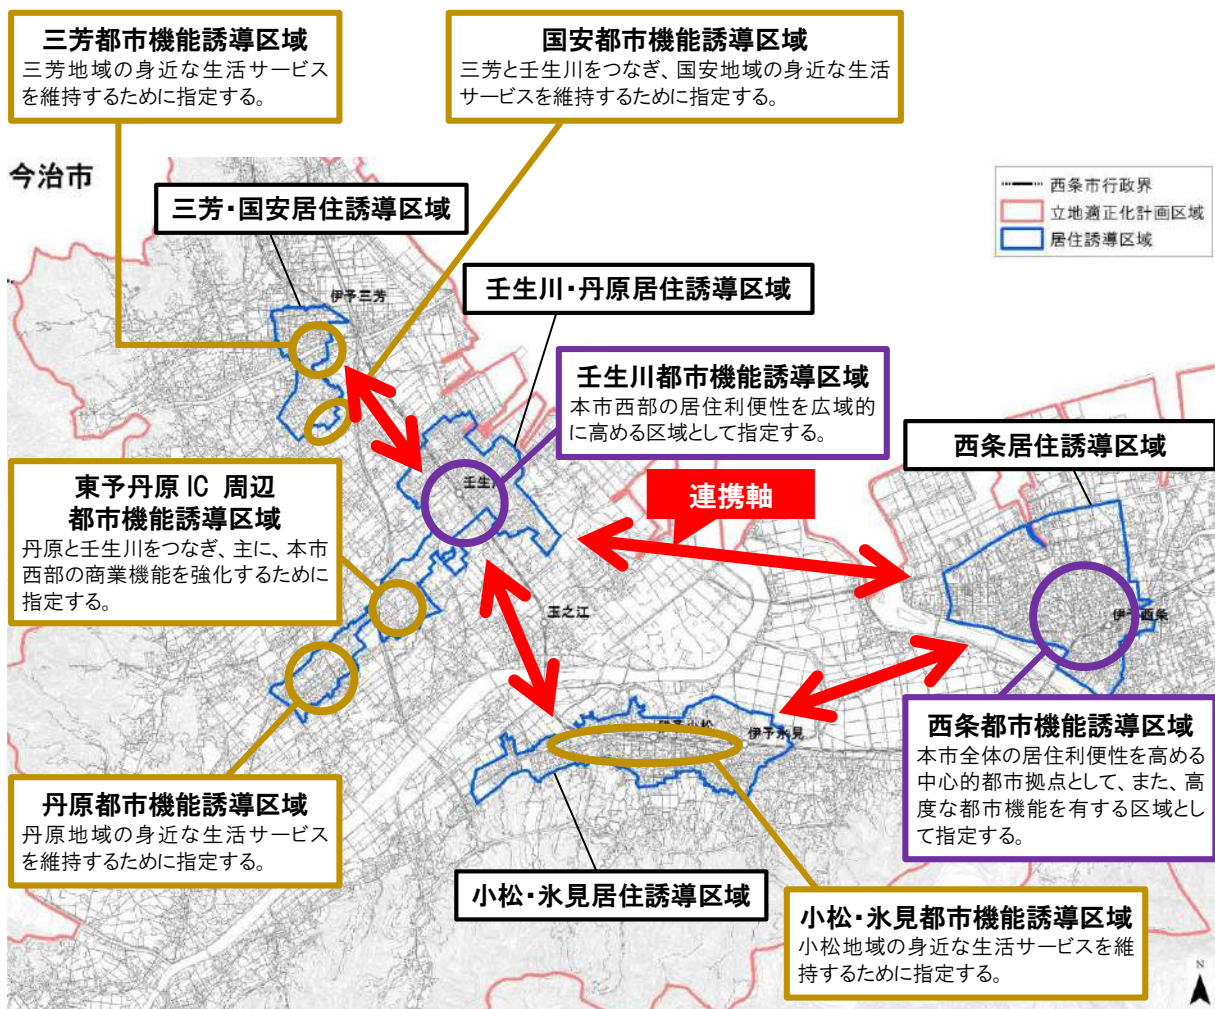 三芳都市機能誘導区域
三芳地域の身近な生活サービス
を維持するために指定する。
国安都市機能誘導区域
三芳と壬生川をつなぎ、国安地域の身近な生活
サービスを維持するために指定する。
今治市
西条市行政界
立地適正化計画区域
居住誘導区域
三芳・国安居住誘導区域
伊予三芳
壬生川・丹原居住誘導区域
壬生川都市機能誘導区域
本市西部の居住利便性を広域的
に高める区域として指定する。
西条居住誘導区域
東予丹原IC 周辺
都市機能誘導区域
丹原と壬生川をつなぎ、主に、本市
西部の商業機能を強化するために
指定する。
壬生川
連携軸
玉之江
伊予西条
西条都市機能誘導区域
本市全体の居住利便性を高める
中心的都市拠点として、また、高
度な都市機能を有する区域とし
て指定する。
伊予小松
伊予氷見
丹原都市機能誘導区域
丹原地域の身近な生活サービス
を維持するために指定する。
小松・氷見居住誘導区域
小松・氷見都市機能誘導区域
小松地域の身近な生活サービスを維
持するために指定する。
N